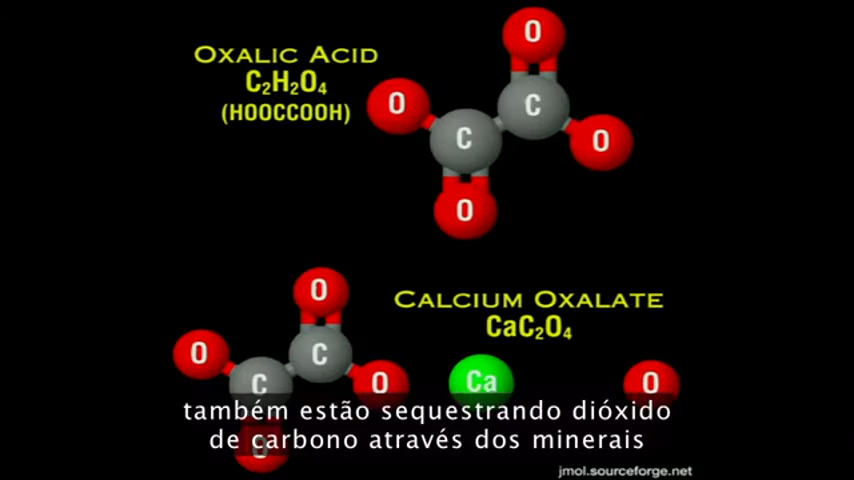 OXALIC ACID
C₂H₂O₄
(HOOCCOOH)
O
O
C
O
C
O
CALCIUM OXALATE
CaC₂O₄
O
O
C
C
O
Ca
O
O
também estão sequestrando dióxido
de carbono através dos minerais
jmol.sourceforge.net